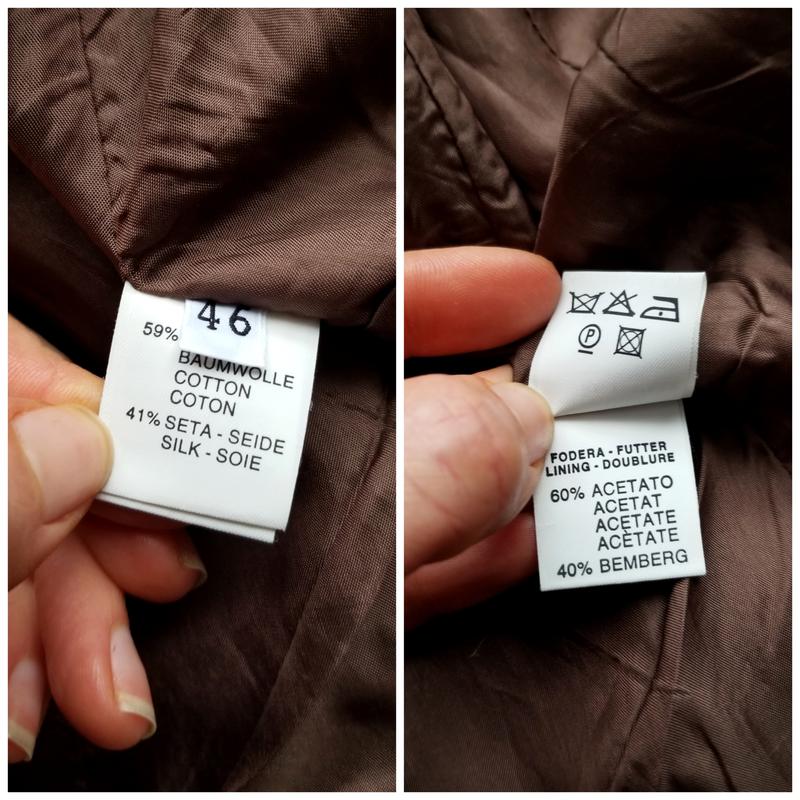 46
59%
BAUMWOLLE
COTTON
COTON
41% SETA - SEIDE
SILK - SOIE
P
FODERA - FUTTER
LINING - DOUBLURE
60% ACETATO
ACETAT
ACETATE
ACÈTATE
40% BEMBERG